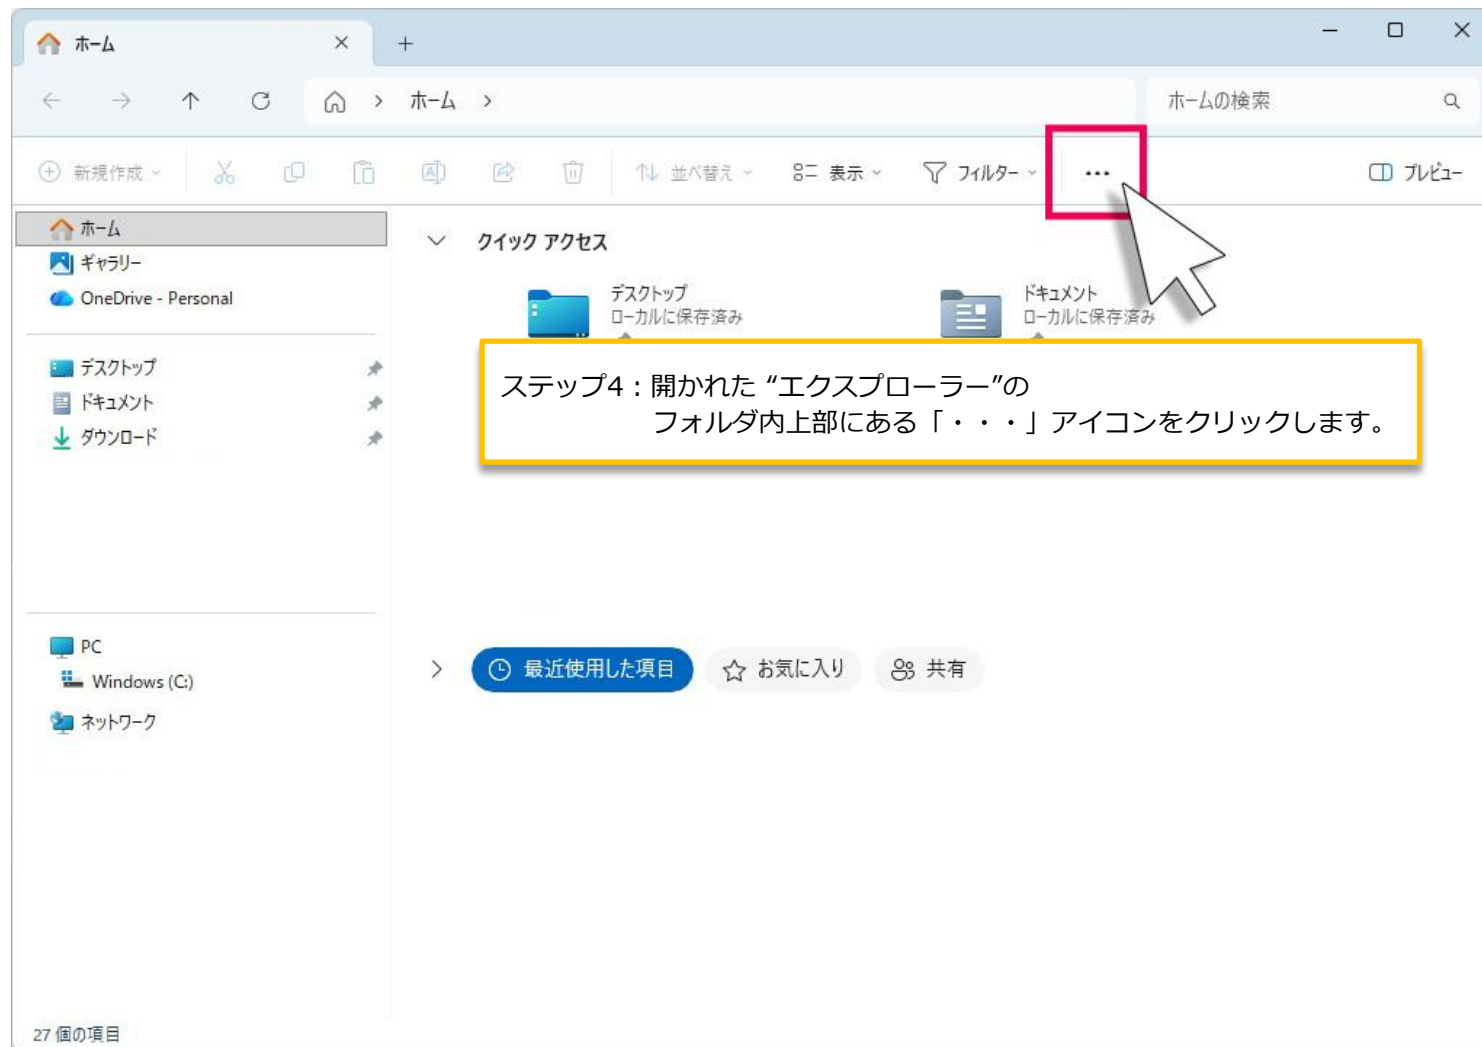 ホーム
ホーム
ホームの検索
新規作成
並べ替え
表示
フィルター
プレビュー
ホーム
ギャラリー
OneDrive - Personal
デスクトップ
ドキュメント
ダウンロード
PC
Windows (C:)
ネットワーク
クイック アクセス
デスクトップ
ローカルに保存済み
ドキュメント
ローカルに保存済み
ステップ4：開かれた “エクスプローラー”の
フォルダ内上部にある「・・・」アイコンをクリックします。
最近使用した項目
お気に入り
共有
27 個の項目